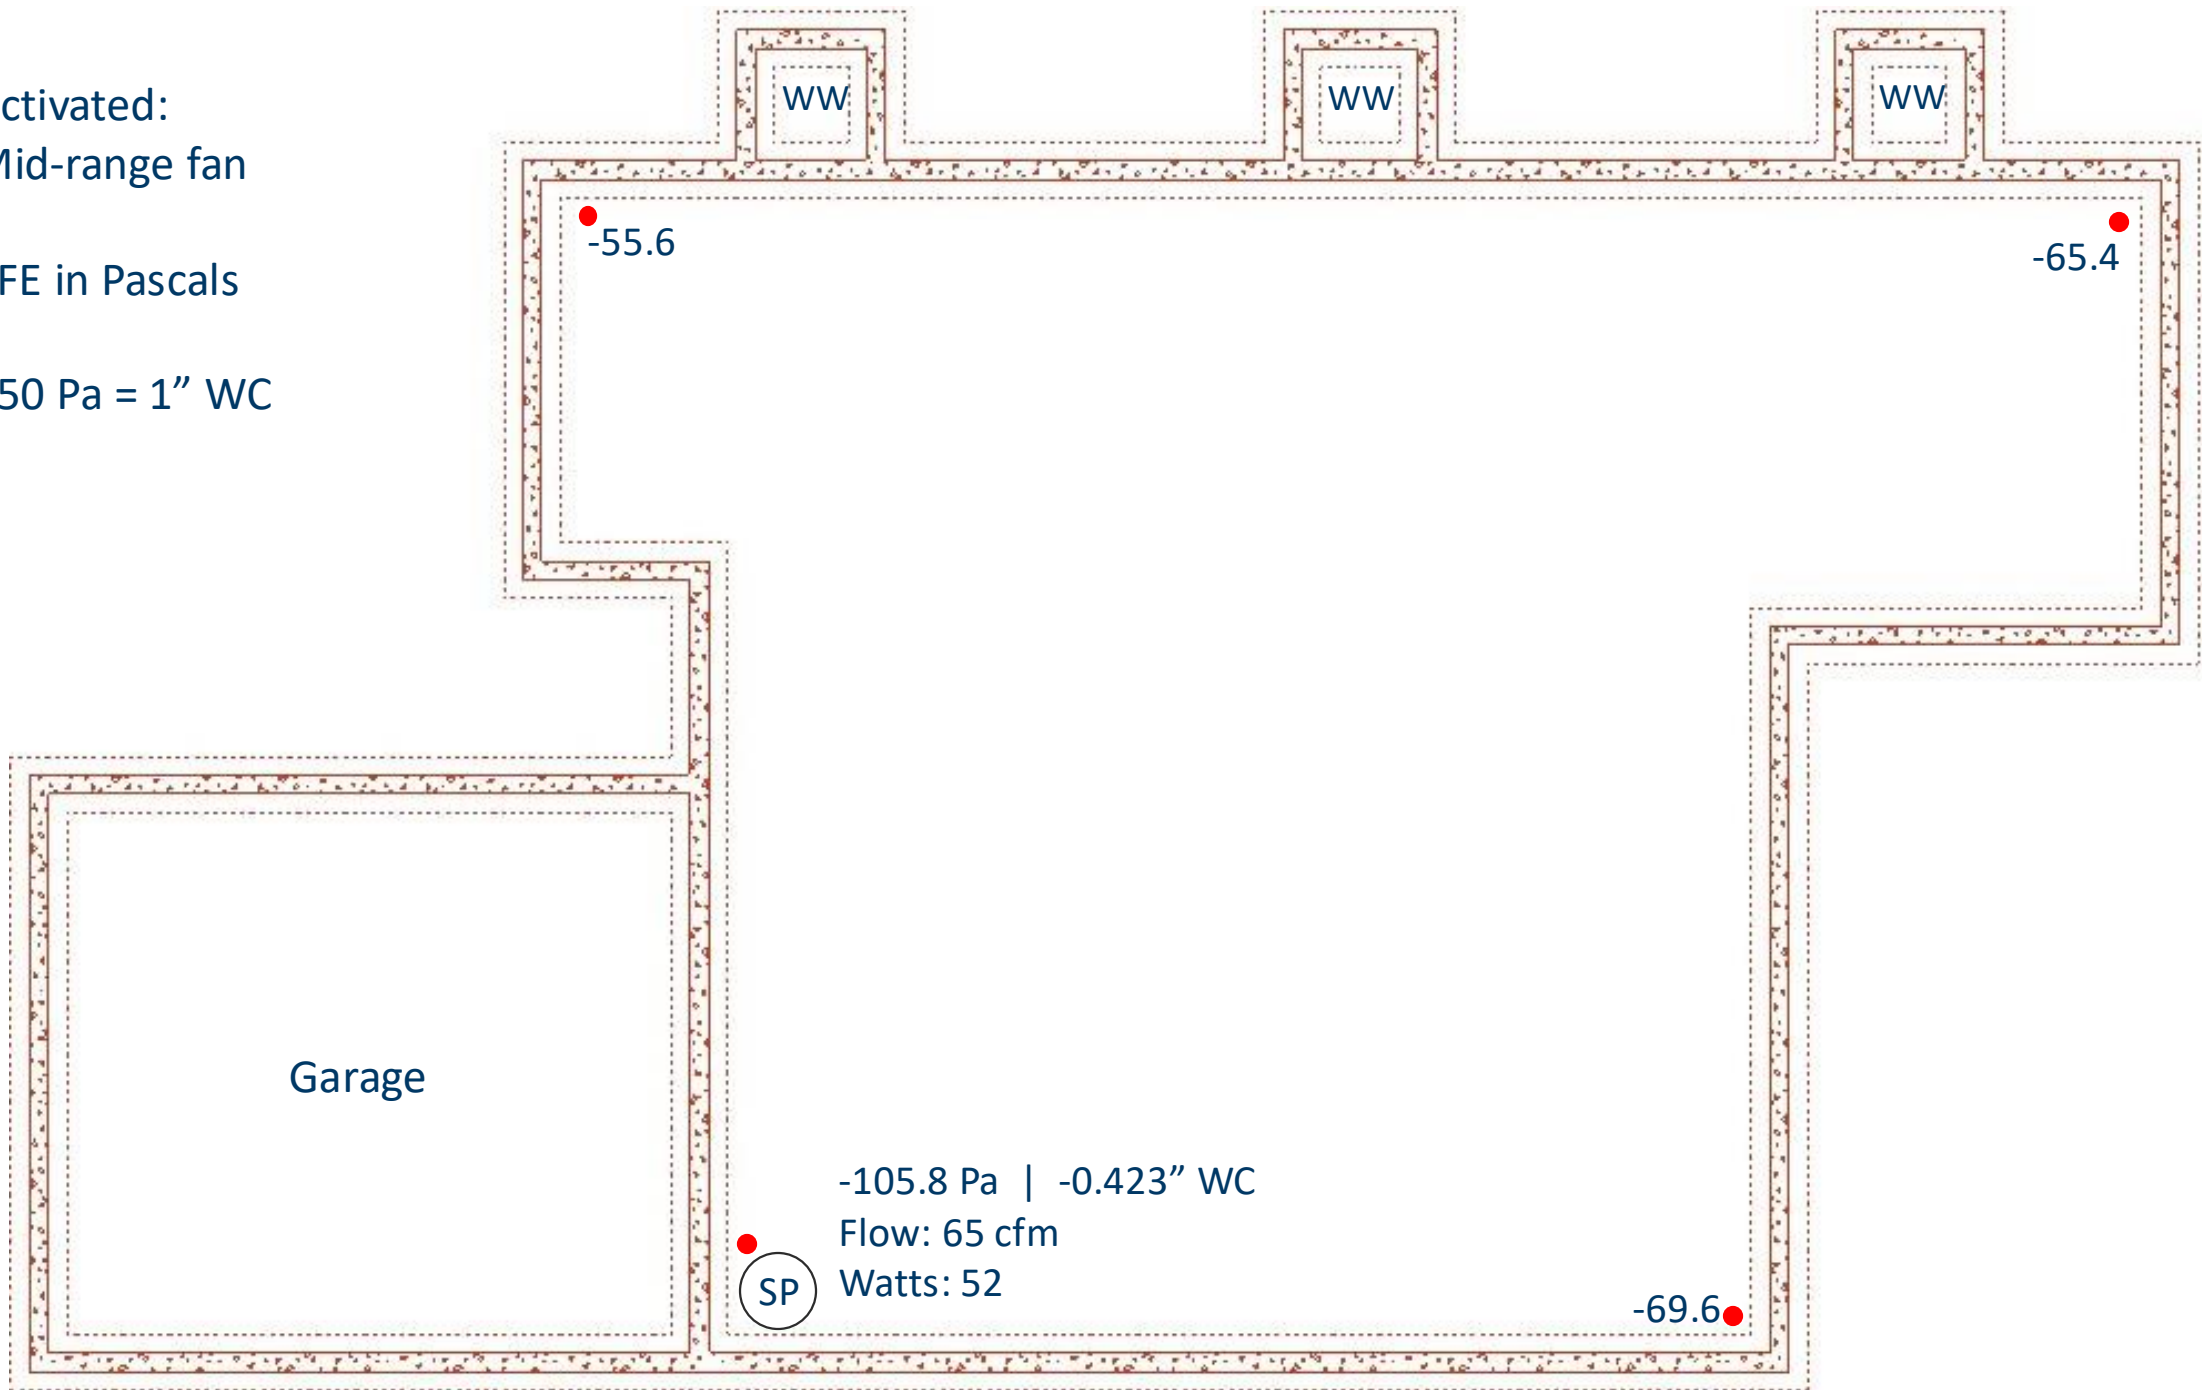 ctivated:
Mid-range fan
FE in Pascals
50 Pa = 1” WC
WW
WW
WW
-55.6
-65.4
Garage
-105.8 Pa | -0.423” WC
Flow: 65 cfm
Watts: 52
SP
-69.6